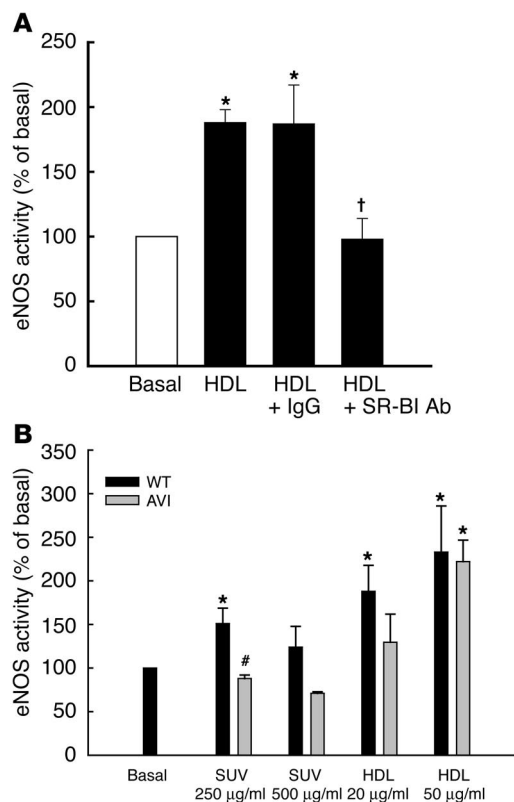 A
eNOS activity (% of basal)
250
200
150
100
50
0
*
*
†
Basal
HDL
HDL
+ IgG
HDL
+ SR-BI Ab
B
eNOS activity (% of basal)
350
300
250
200
150
100
50
0
WT
AVI
*
#
*
*
*
Basal
SUV
250 µg/ml
SUV
500 µg/ml
HDL
20 µg/ml
HDL
50 µg/ml